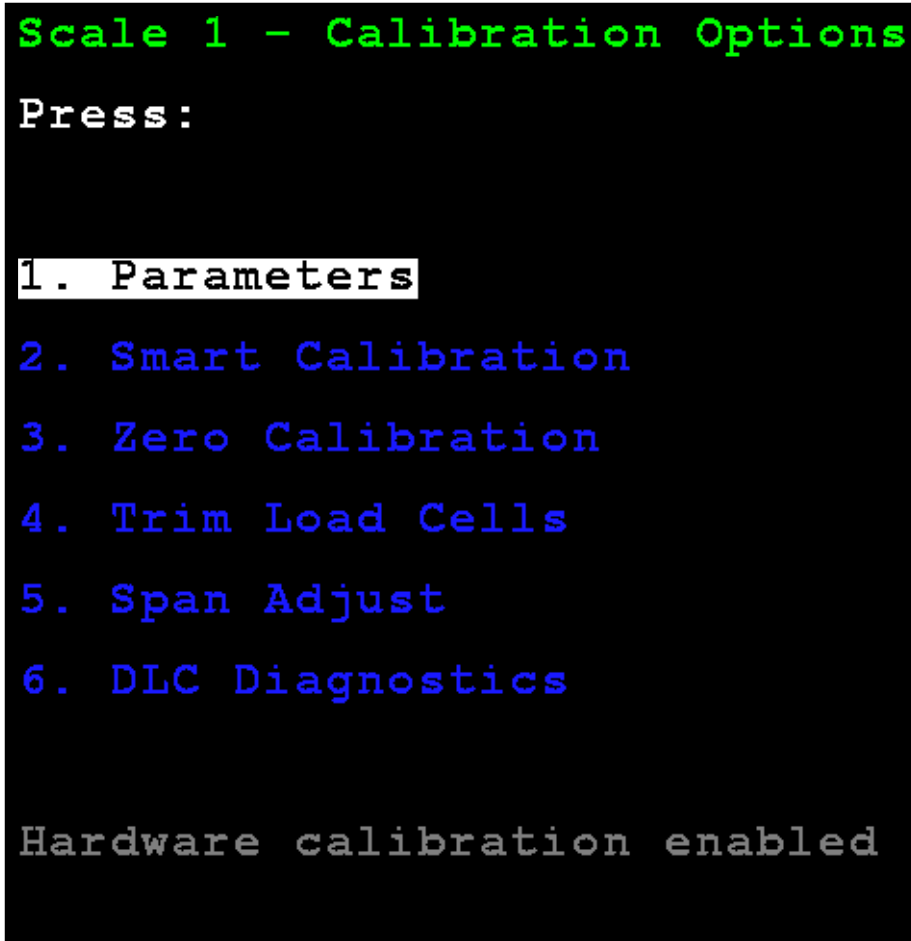 Scale 1 - Calibration Options
Press:
1. Parameters
2. Smart Calibration
3. Zero Calibration
4. Trim Load Cells
5. Span Adjust
6. DLC Diagnostics
Hardware calibration enabled